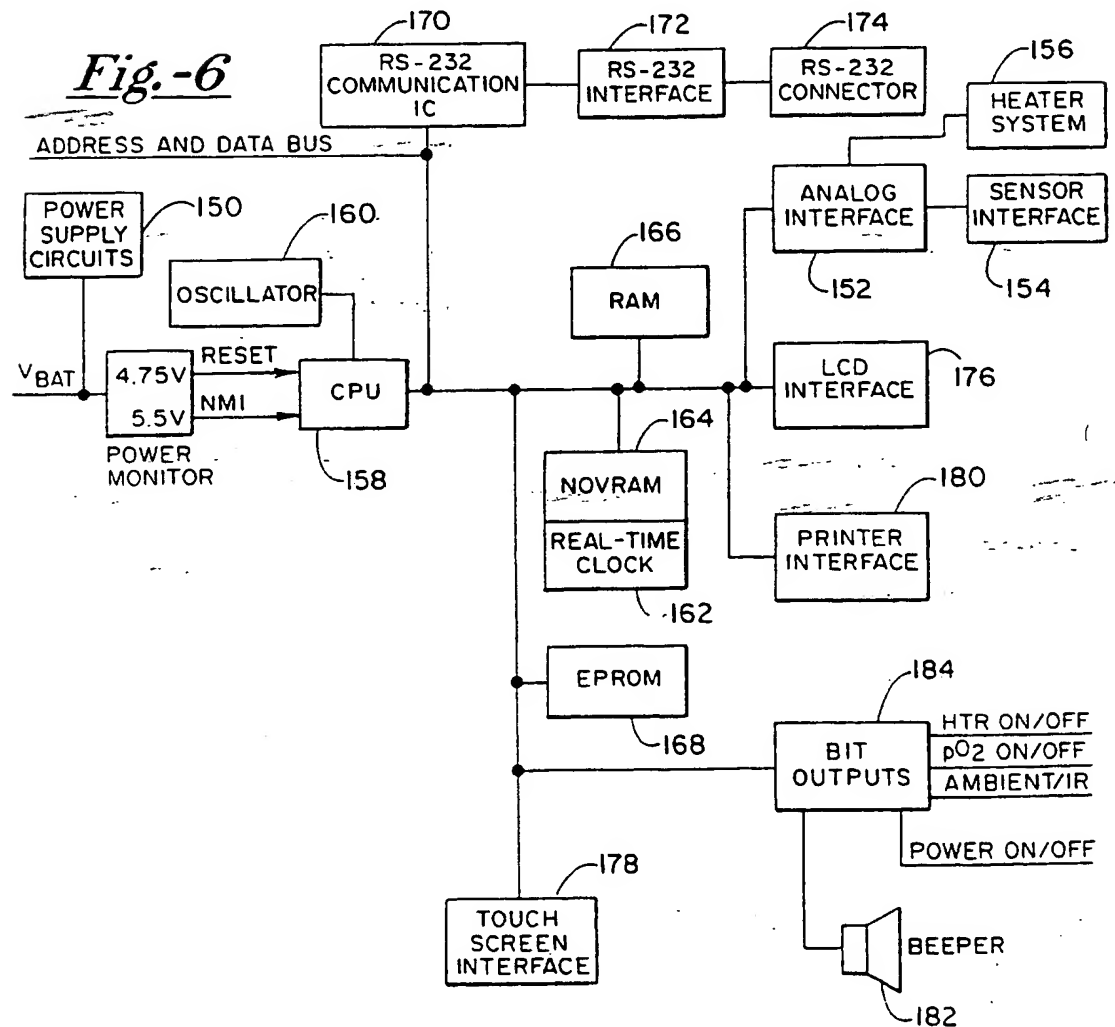 Fig.-6
170
172
174
156
RS-232
COMMUNICATION
IC
RS-232
INTERFACE
RS-232
CONNECTOR
HEATER
SYSTEM
ADDRESS AND DATA BUS
POWER
SUPPLY
CIRCUITS
150
160
OSCILLATOR
166
RAM
ANALOG
INTERFACE
152
SENSOR
INTERFACE
154
VBAT
4.75V
5.5V
RESET
NMI
POWER
MONITOR
CPU
158
LCD
INTERFACE
176
164
NOVRAM
REAL-TIME
CLOCK
162
180
PRINTER
INTERFACE
EPROM
168
184
BIT
OUTPUTS
HTR ON/OFF
pO2 ON/OFF
AMBIENT/IR
POWER ON/OFF
178
TOUCH
SCREEN
INTERFACE
BEEPER
182